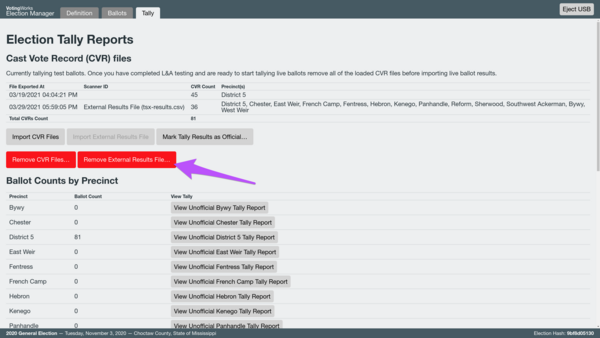 VotingWorks
Election Manager
Definition
Ballots
Tally
Eject USB
Election Tally Reports
Cast Vote Record (CVR) files
Currently tallying test ballots. Once you have completed L&A testing and are ready to start tallying live ballots remove all of the loaded CVR files before importing live ballot results.
File Exported At Scanner ID CVR Count Precinct(s)
03/19/2021 04:04:21 PM 45 District 5
03/29/2021 05:59:05 PM External Results File (tsx-results.csv) 36 District 5, Chester, East Weir, French Camp, Fentress, Hebron, Kenego, Panhandle, Reform, Sherwood, Southwest Ackerman, Bywy,
West Weir
Total CVRs Count 81
Import CVR Files Import External Results File Mark Tally Results as Official…
Remove CVR Files… Remove External Results File…
Ballot Counts by Precinct
Precinct Ballot Count View Tally
Bywy 0 View Unofficial Bywy Tally Report
Chester 0 View Unofficial Chester Tally Report
District 5 81 View Unofficial District 5 Tally Report
East Weir 0 View Unofficial East Weir Tally Report
Fentress 0 View Unofficial Fentress Tally Report
French Camp 0 View Unofficial French Camp Tally Report
Hebron 0 View Unofficial Hebron Tally Report
Kenego 0 View Unofficial Kenego Tally Report
Panhandle 0 View Unofficial Panhandle Tally Report
2020 General Election — Tuesday, November 3, 2020 — Choctaw County, State of Mississippi
Election Hash: 9bf9d05130